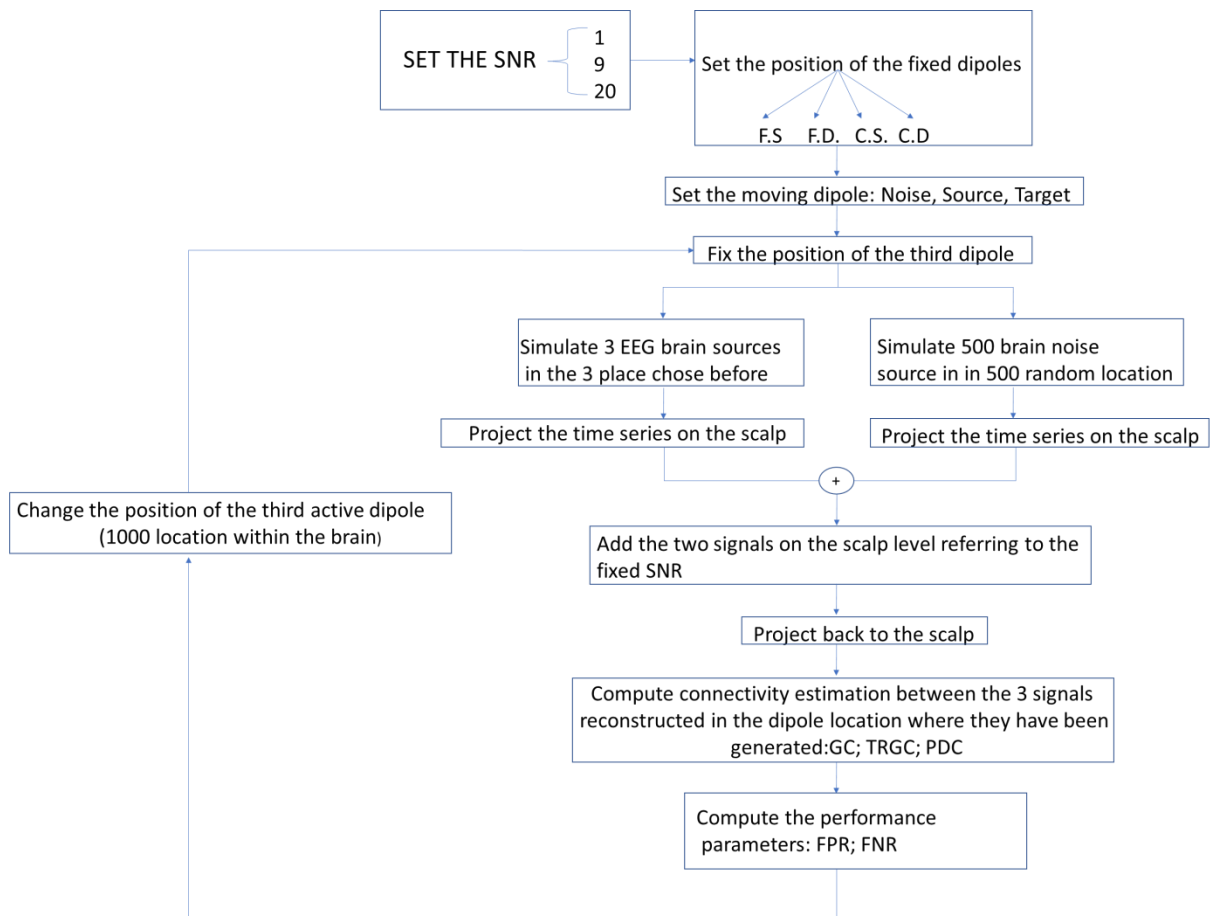 SET THE SNR
1
9
20
Set the position of the fixed dipoles
F.S F.D. C.S. C.D
Set the moving dipole: Noise, Source, Target
Fix the position of the third dipole
Simulate 3 EEG brain sources
in the 3 place chose before
Simulate 500 brain noise
source in in 500 random location
Project the time series on the scalp
Project the time series on the scalp
+
Change the position of the third active dipole
(1000 location within the brain)
Add the two signals on the scalp level referring to the
fixed SNR
Project back to the scalp
Compute connectivity estimation between the 3 signals
reconstructed in the dipole location where they have been
generated:GC; TRGC; PDC
Compute the performance
parameters: FPR; FNR